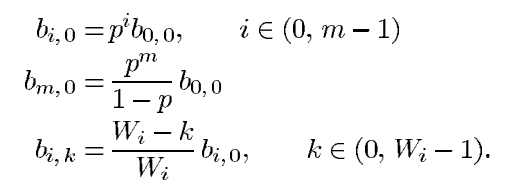 b_{i,0} = p^i b_{0,0},    i ∈ (0, m − 1)
b_{m,0} = \frac{p^m}{1 − p} b_{0,0}
b_{i,k} = \frac{W_i − k}{W_i} b_{i,0},    k ∈ (0, W_i − 1).